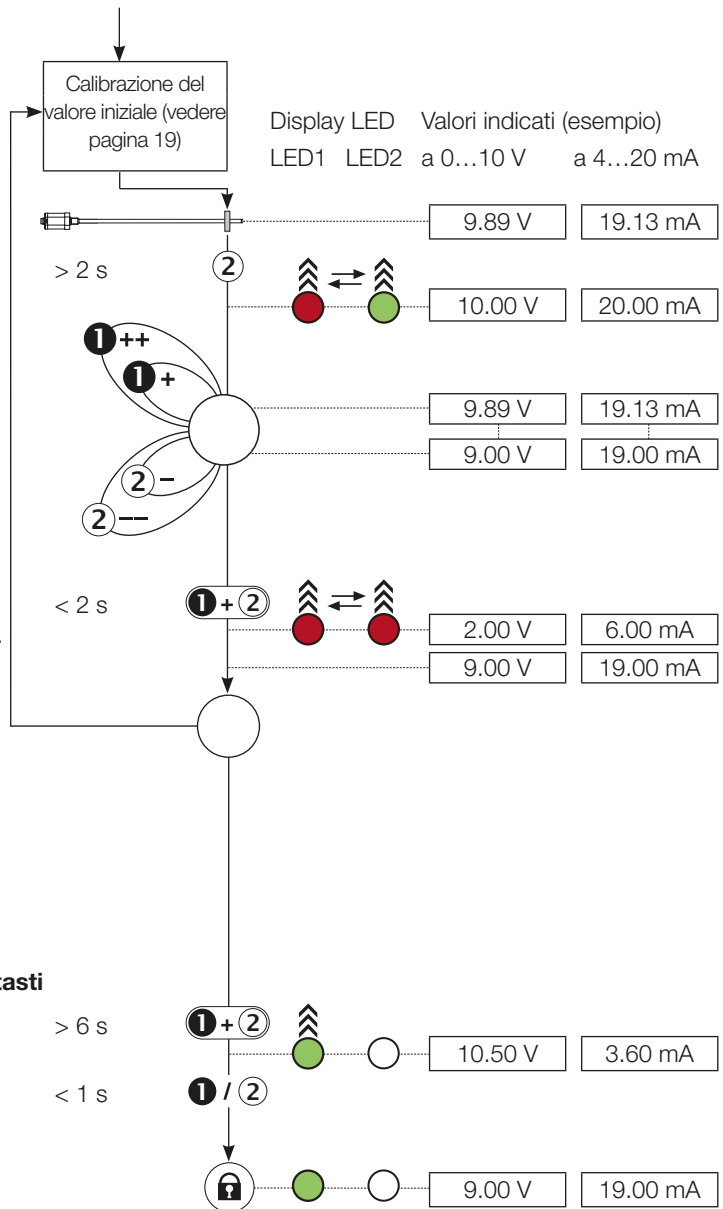 Calibrazione del
valore iniziale (vedere
pagina 19)
Display LED Valori indicati (esempio)
LED1 LED2 a 0…10 V a 4…20 mA
9.89 V 19.13 mA
> 2 s 2
10.00 V 20.00 mA
1 ++
1 +
9.89 V 19.13 mA
9.00 V 19.00 mA
2 –
2 ––
< 2 s 1 + 2
2.00 V 6.00 mA
9.00 V 19.00 mA
tasti
> 6 s 1 + 2
10.50 V 3.60 mA
< 1 s 1 / 2
9.00 V 19.00 mA